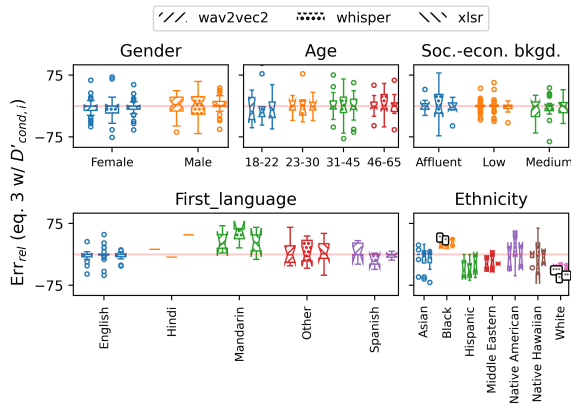 wav2vec2 whisper xlsr
Gender Age Soc.-econ. bkgd.
Err_rel (eq. 3 w/ D'_cond,i)
75
−75
Female Male 18-22 23-30 31-45 46-65 Affluent Low Medium
First_language Ethnicity
75
−75
English Hindi Mandarin Other Spanish Asian Black Hispanic Middle Eastern Native American Native Hawaiian White